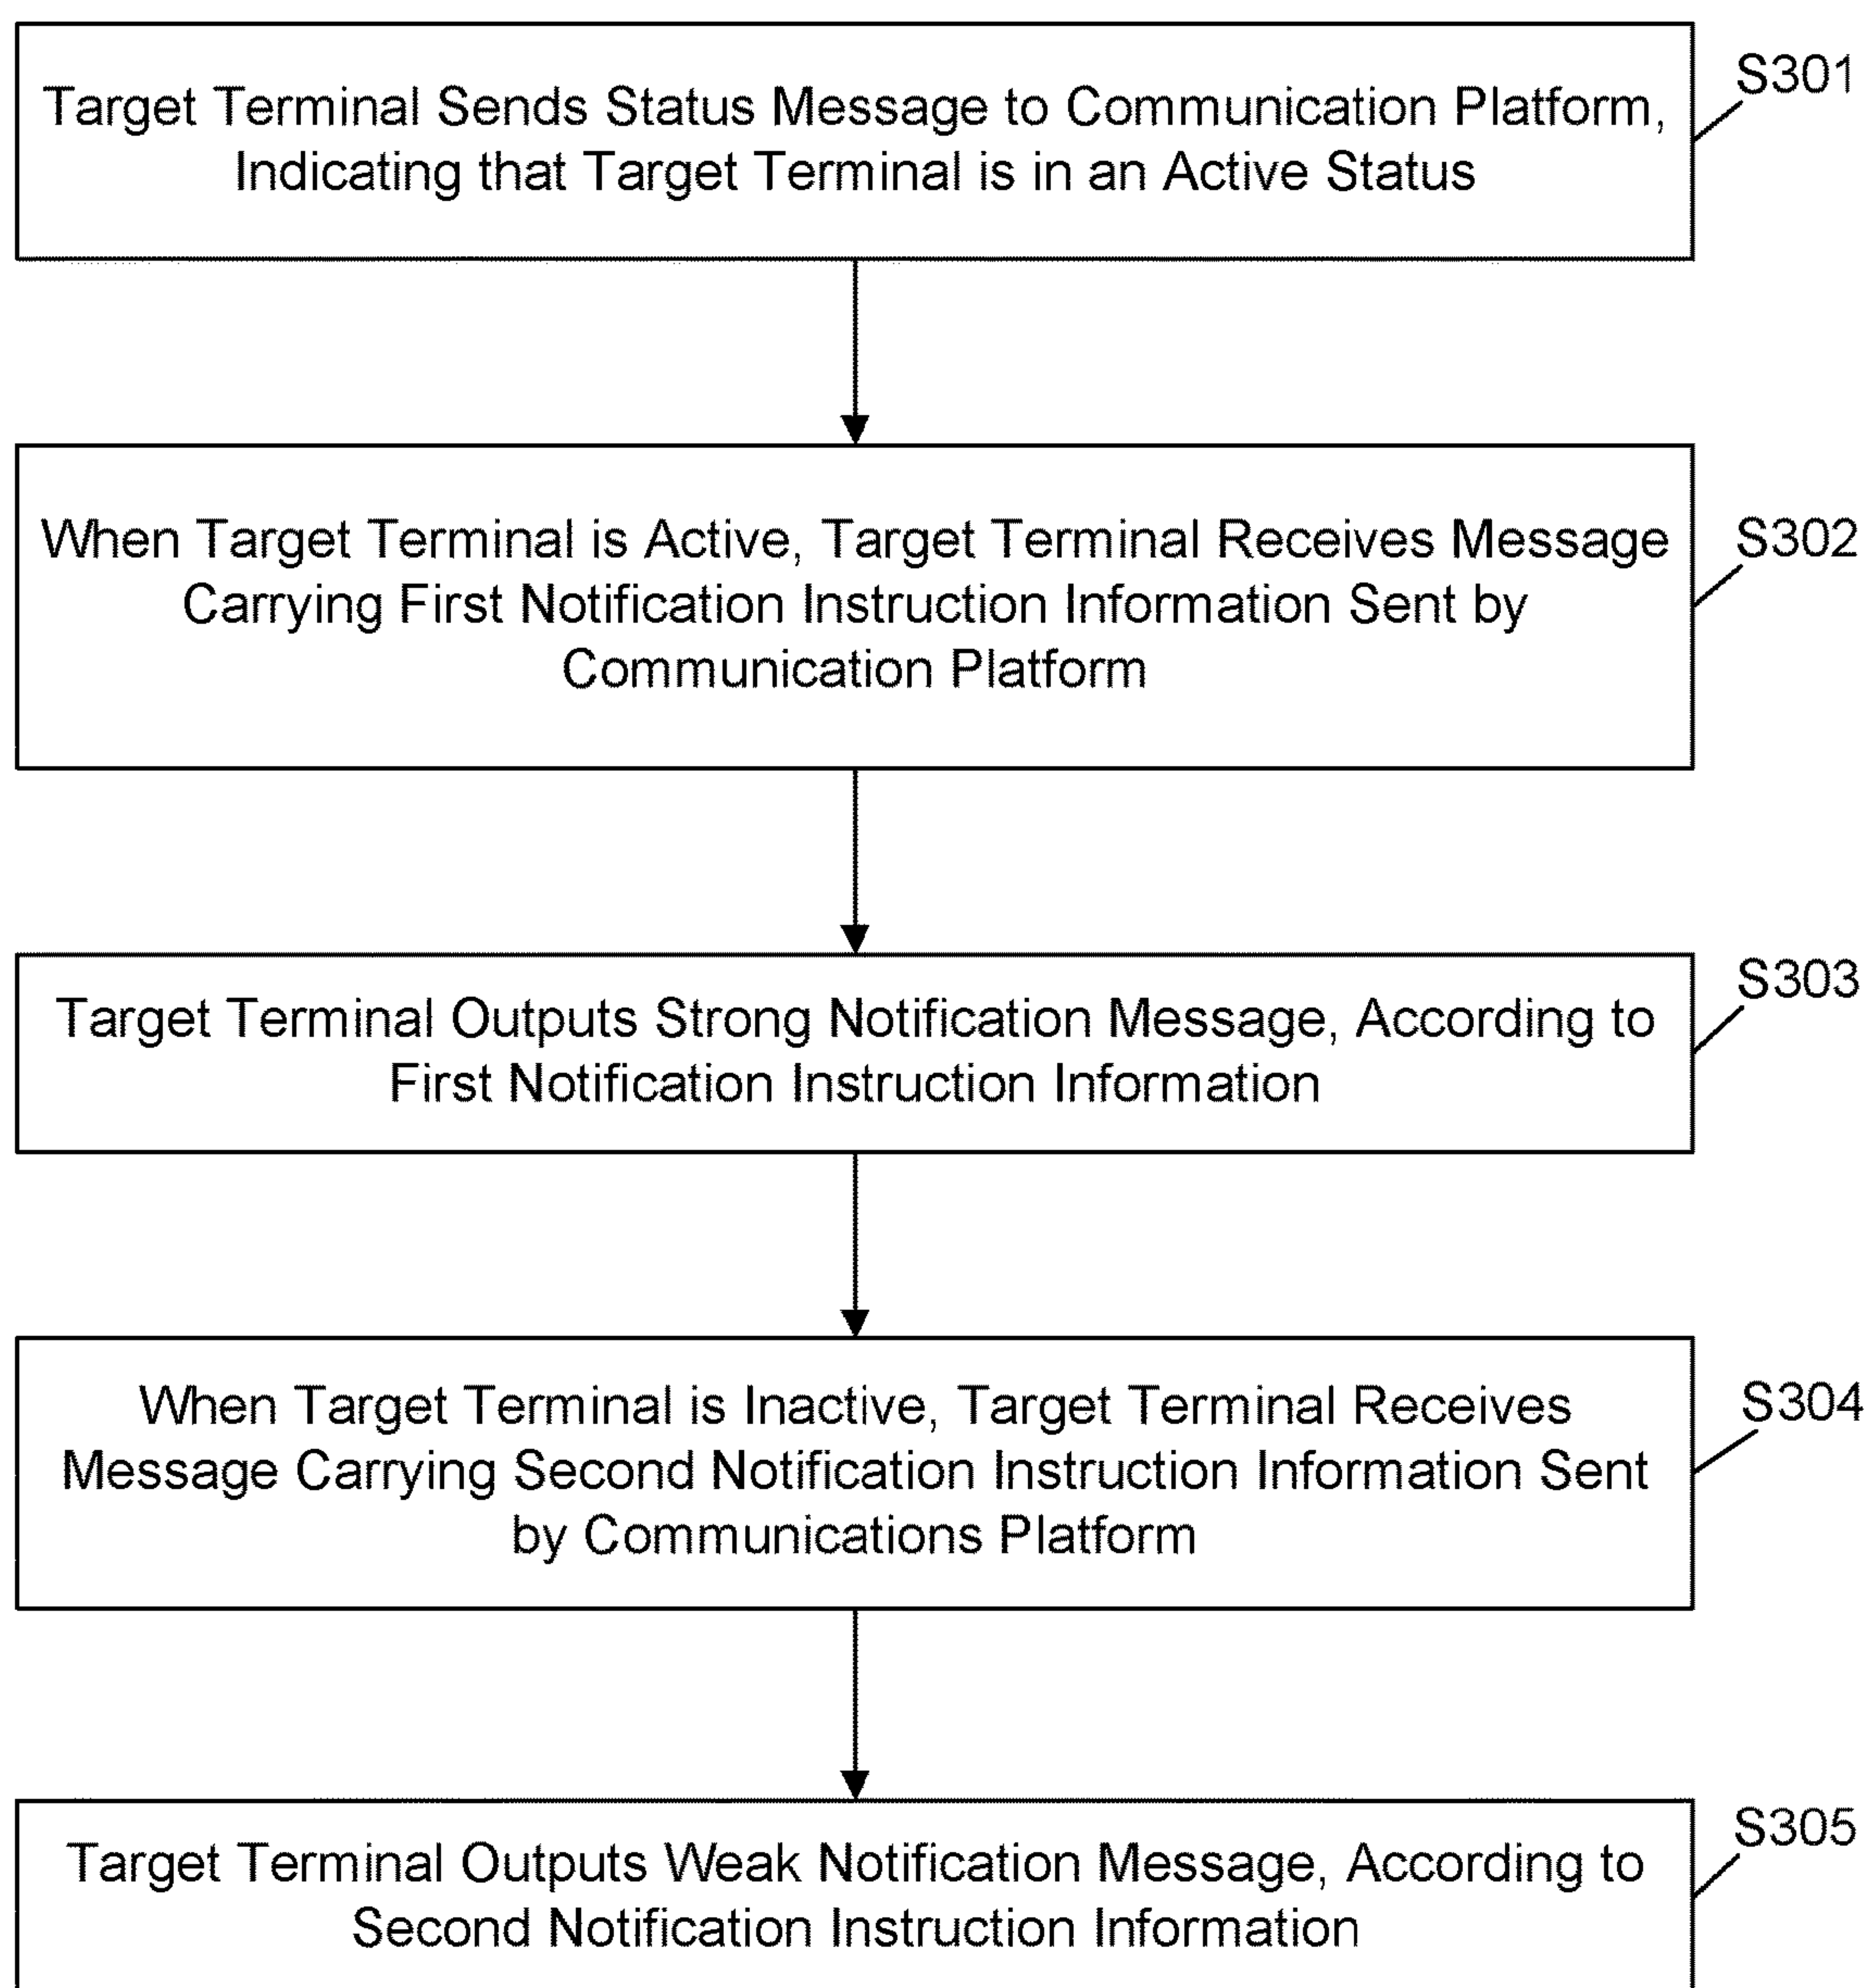 Target Terminal Sends Status Message to Communication Platform,
Indicating that Target Terminal is in an Active Status
S301
When Target Terminal is Active, Target Terminal Receives Message
Carrying First Notification Instruction Information Sent by
Communication Platform
S302
Target Terminal Outputs Strong Notification Message, According to
First Notification Instruction Information
S303
When Target Terminal is Inactive, Target Terminal Receives
Message Carrying Second Notification Instruction Information Sent
by Communications Platform
S304
Target Terminal Outputs Weak Notification Message, According to
Second Notification Instruction Information
S305